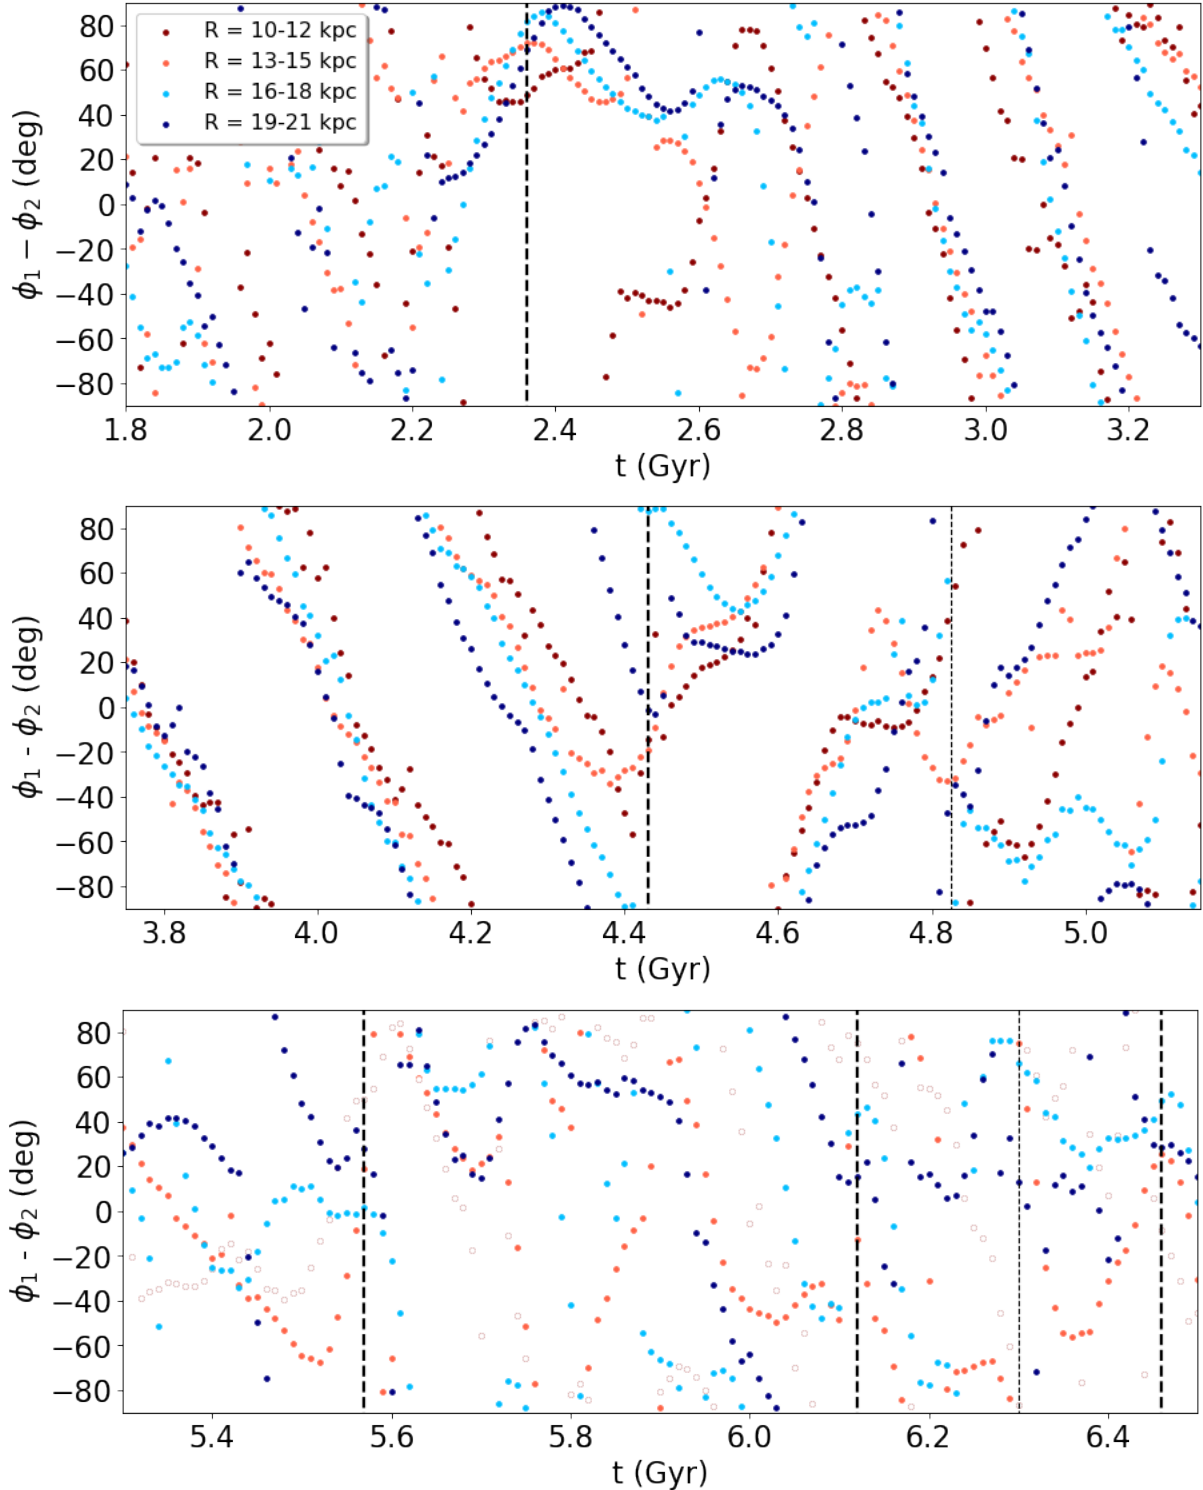 R = 10-12 kpc
R = 13-15 kpc
R = 16-18 kpc
R = 19-21 kpc
ϕ₁ − ϕ₂ (deg)
80
60
40
20
0
−20
−40
−60
−80
1.8 2.0 2.2 2.4 2.6 2.8 3.0 3.2
t (Gyr)
ϕ₁ - ϕ₂ (deg)
80
60
40
20
0
−20
−40
−60
−80
3.8 4.0 4.2 4.4 4.6 4.8 5.0
t (Gyr)
ϕ₁ - ϕ₂ (deg)
80
60
40
20
0
−20
−40
−60
−80
5.4 5.6 5.8 6.0 6.2 6.4
t (Gyr)